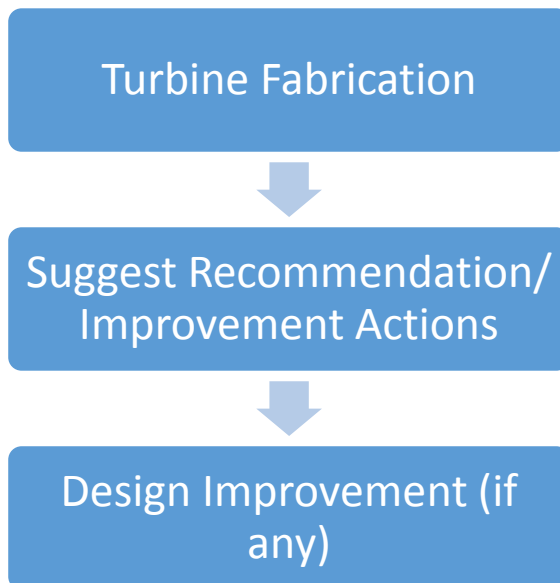 Turbine Fabrication
Suggest Recommendation/
Improvement Actions
Design Improvement (if
any)